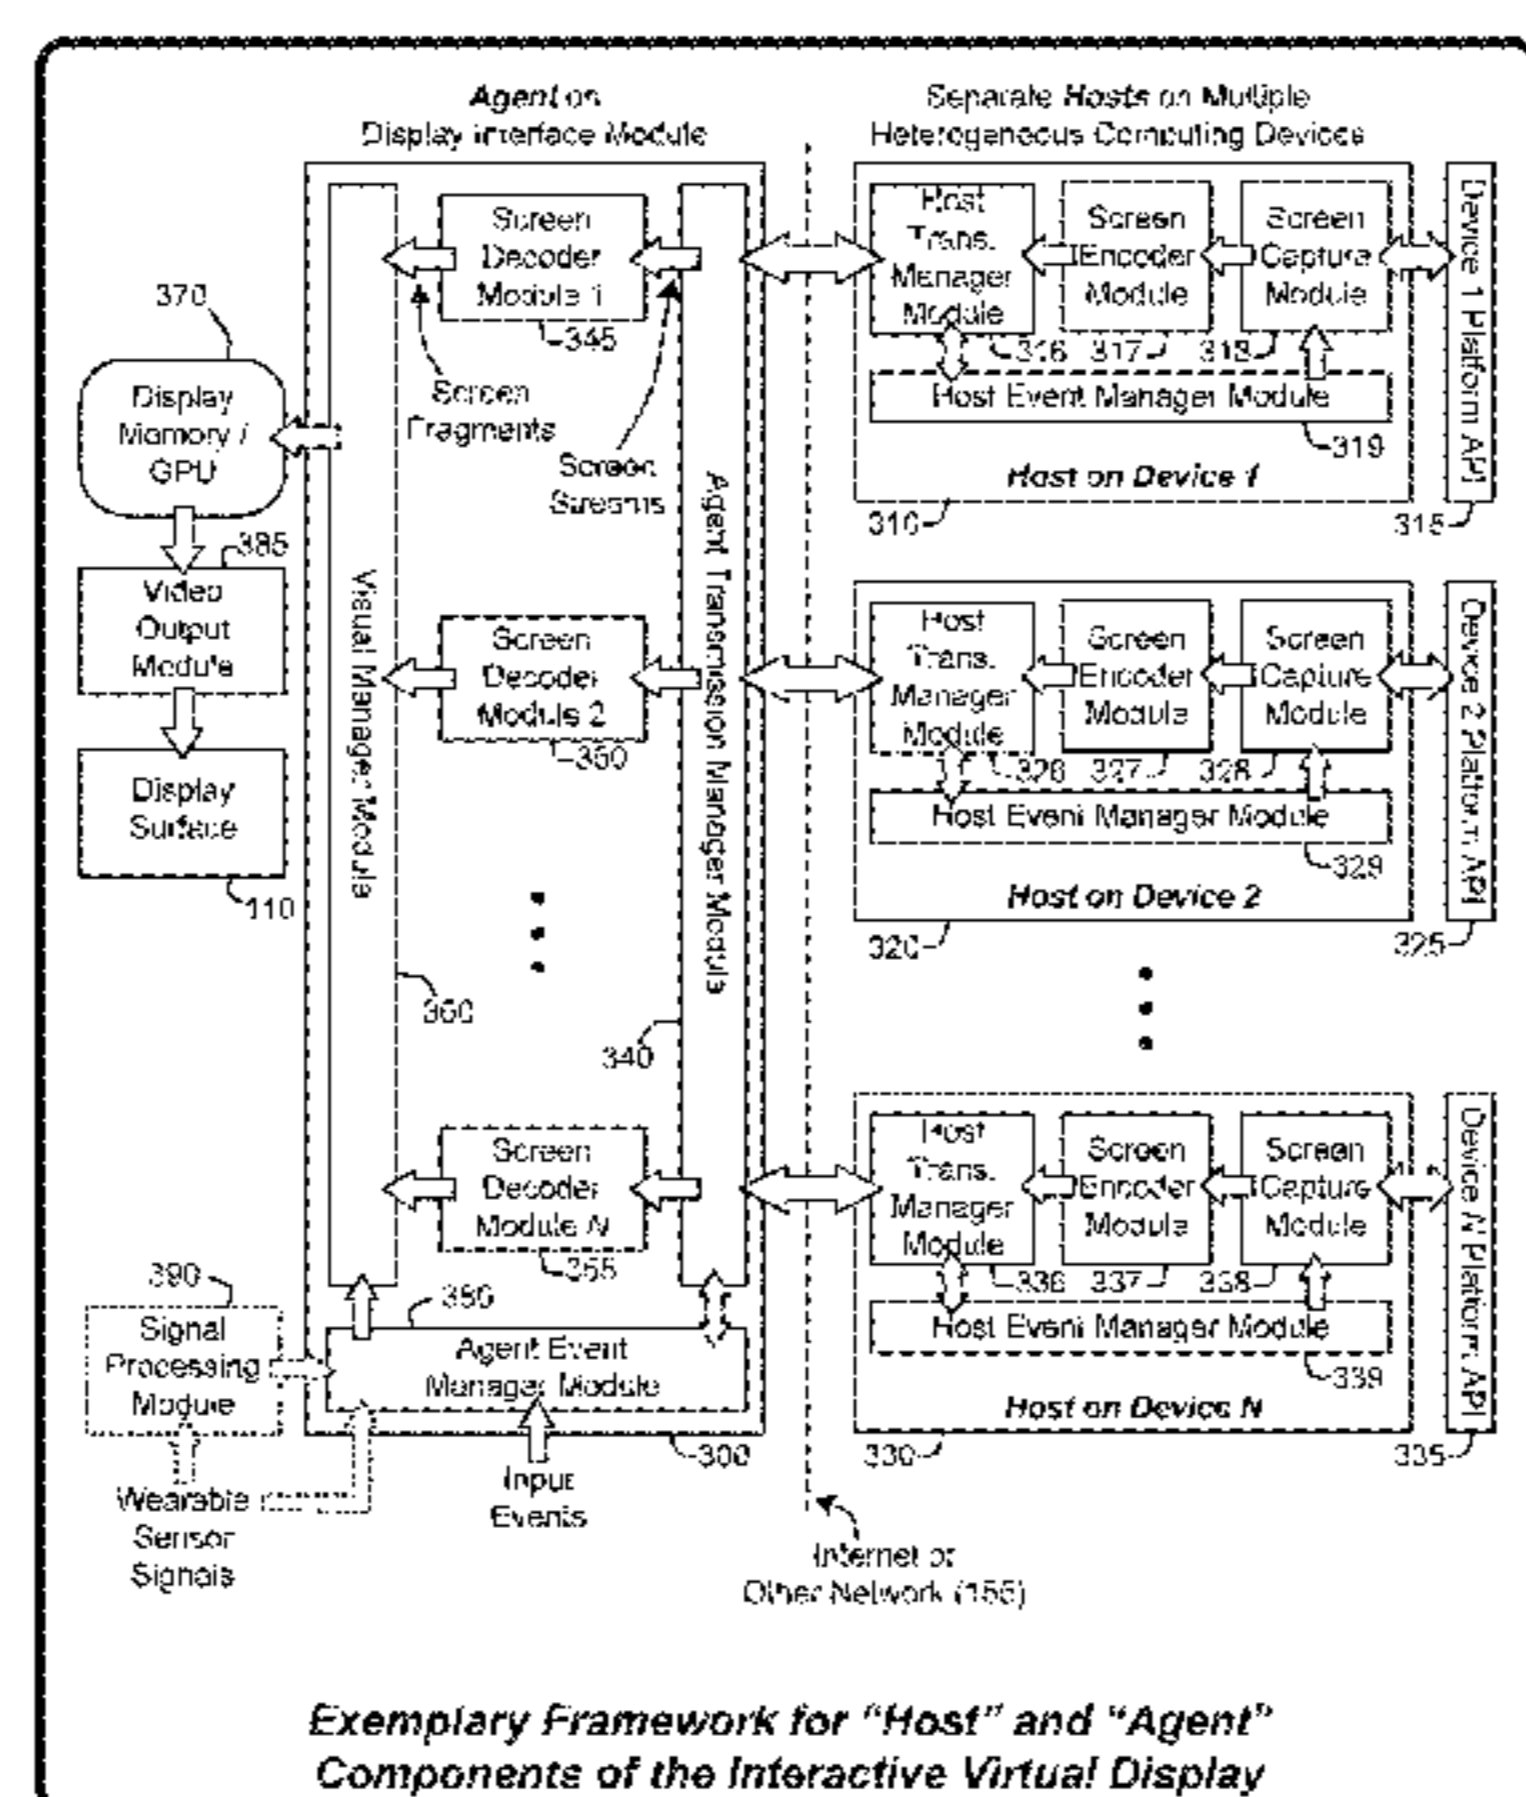 Agent on
Display Interface Module
Separate Hosts on Multiple
Heterogeneous Computing Devices
370
Display
Memory /
GPU
385
Video
Output
Module
Display
Surface
110
Visual Manager Module
360
Screen
Decoder
Module 1
345
Screen
Fragments
Screen
Streams
Screen
Decoder
Module 2
350
Screen
Decoder
Module N
355
Agent Transmission Manager Module
340
390
Signal
Processing
Module
Wearable
Sensor
Signals
380
Agent Event
Manager Module
300
Input
Events
Internet or
Other Network (155)
Host
Trans.
Manager
Module
316
Screen
Encoder
Module
317
Screen
Capture
Module
318
Host Event Manager Module
319
Host on Device 1
310
Device 1 Platform API
315
Host
Trans.
Manager
Module
326
Screen
Encoder
Module
327
Screen
Capture
Module
328
Host Event Manager Module
329
Host on Device 2
320
Device 2 Platform API
325
Host
Trans.
Manager
Module
336
Screen
Encoder
Module
337
Screen
Capture
Module
338
Host Event Manager Module
339
Host on Device N
330
Device N Platform API
335
Exemplary Framework for “Host” and “Agent”
Components of the Interactive Virtual Display